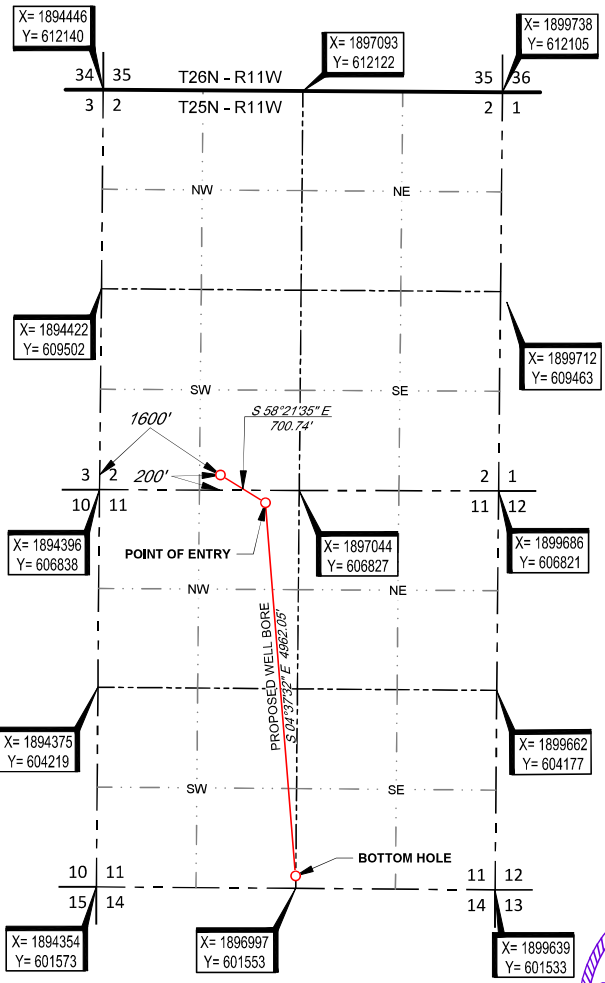 X= 1894446
Y= 612140
X= 1897093
Y= 612122
X= 1899738
Y= 612105
34 35
T26N - R11W
35 36
3 2
T25N - R11W
2 1
NW
NE
X= 1894422
Y= 609502
X= 1899712
Y= 609463
SW
SE
1600'
S 58°21'35" E
700.74'
200'
3 2
2 1
10 11
11 12
X= 1894396
Y= 606838
POINT OF ENTRY
X= 1897044
Y= 606827
X= 1899686
Y= 606821
NW
NE
PROPOSED WELL BORE
S 04°37'32" E 4962.05'
X= 1894375
Y= 604219
X= 1899662
Y= 604177
SW
SE
BOTTOM HOLE
10 11
11 12
15 14
14 13
X= 1894354
Y= 601573
X= 1896997
Y= 601553
X= 1899639
Y= 601533